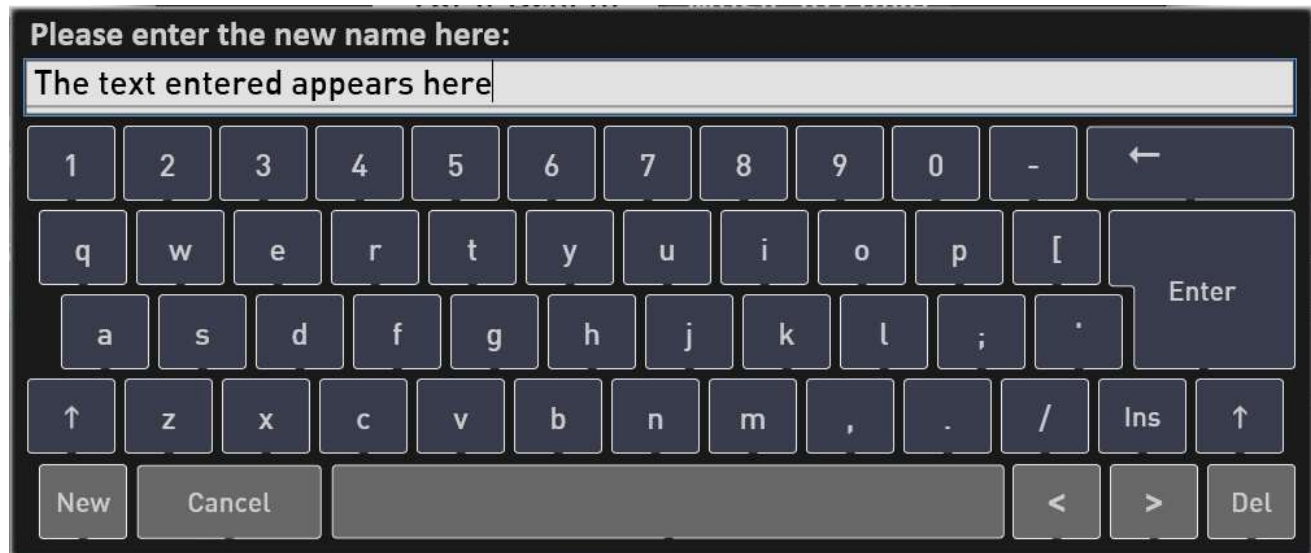 Please enter the new name here:
The text entered appears here
1 2 3 4 5 6 7 8 9 0 - ←
q w e r t y u i o p [
Enter
a s d f g h j k l ; '
↑ z x c v b n m , . / Ins ↑
New Cancel < > Del